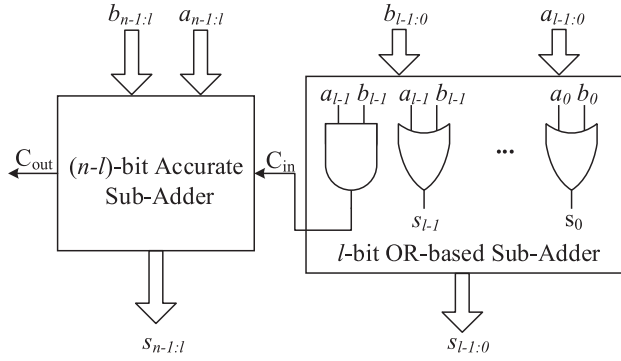 b_{n-1:l} a_{n-1:l} b_{l-1:0} a_{l-1:0}
a_{l-1} b_{l-1} a_{l-1} b_{l-1} a_0 b_0
C_out (n-l)-bit Accurate Sub-Adder C_in
...
s_{l-1} s_0
l-bit OR-based Sub-Adder
s_{n-1:l} s_{l-1:0}